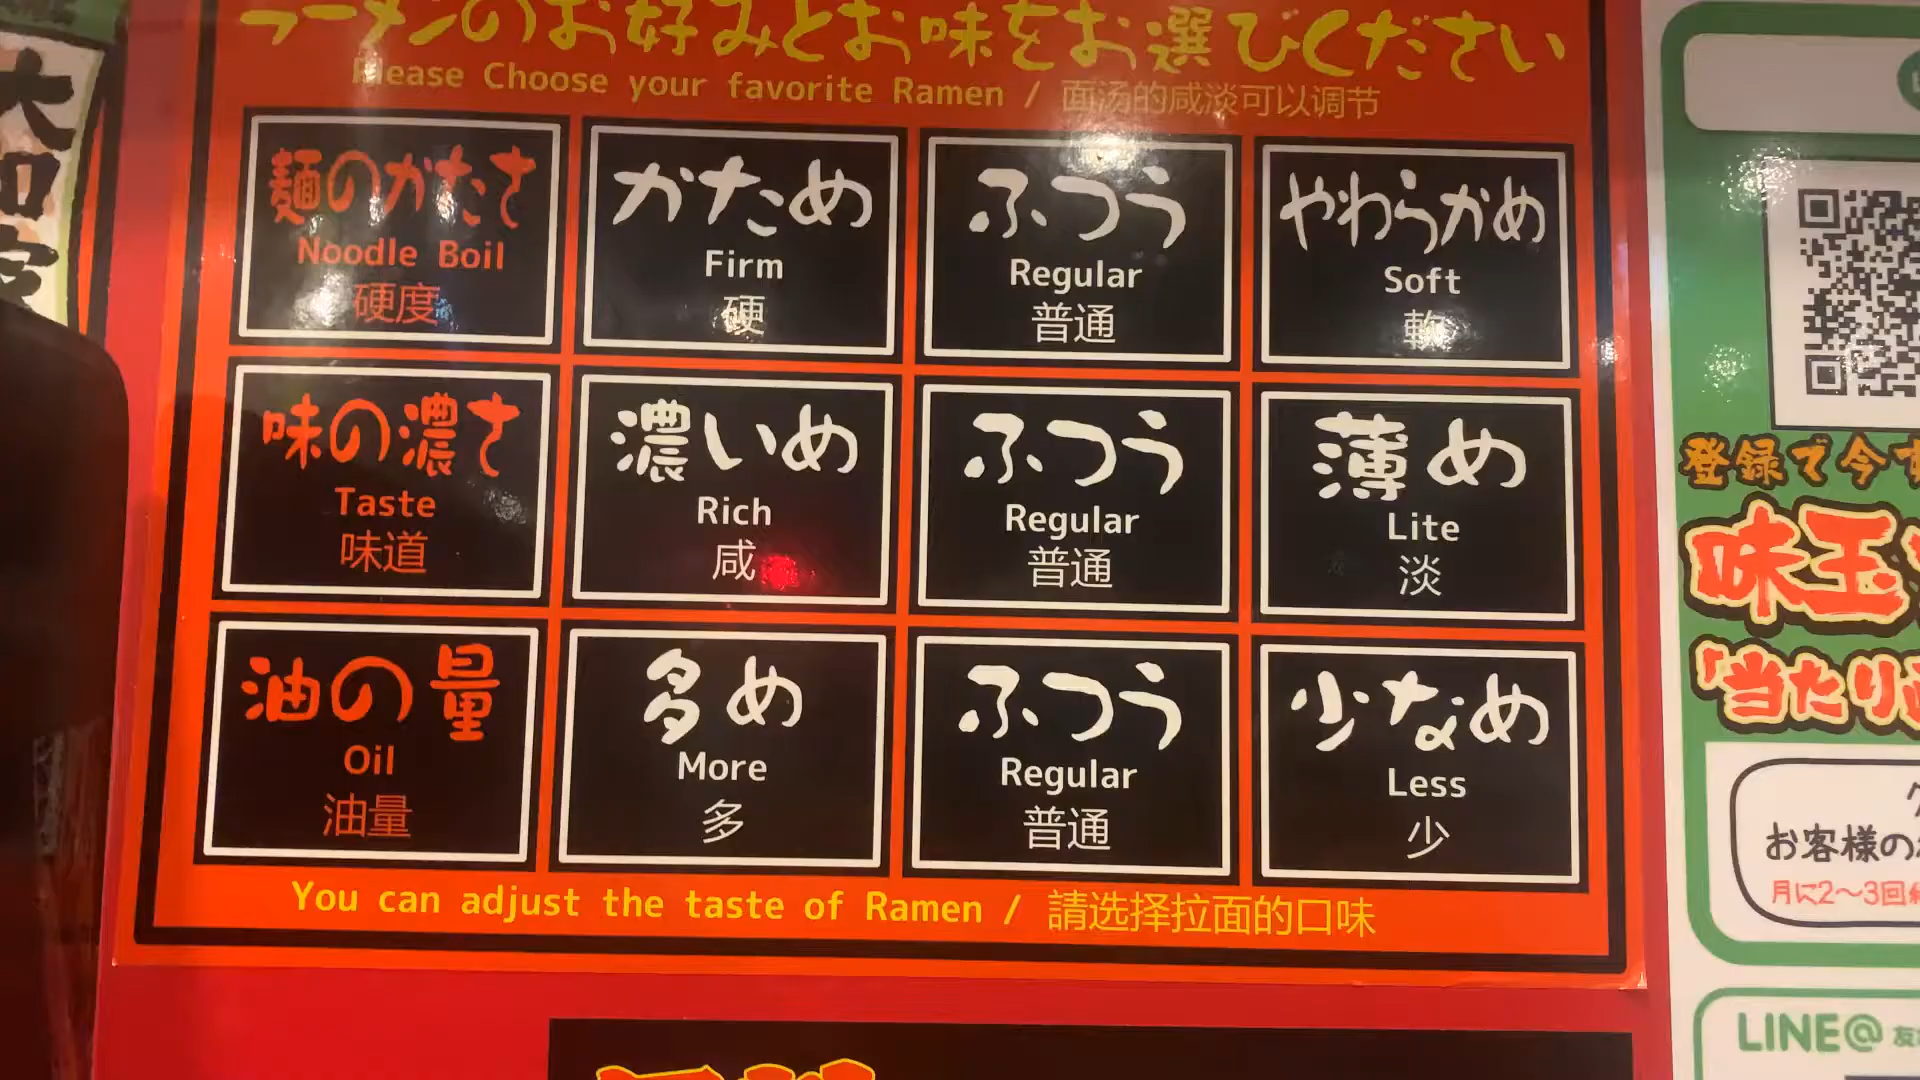 ラーメンのお好みとお味をお選びください
Please Choose your favorite Ramen / 面汤的咸淡可以调节
麺のかたさ
Noodle Boil
硬度
かため
Firm
硬
ふつう
Regular
普通
やわらかめ
Soft
軟
味の濃さ
Taste
味道
濃いめ
Rich
咸
ふつう
Regular
普通
薄め
Lite
淡
油の量
Oil
油量
多め
More
多
ふつう
Regular
普通
少なめ
Less
少
You can adjust the taste of Ramen / 請选择拉面的口味
登録で今す
味玉
「当たり
お客様の
月に2～3回
LINE@